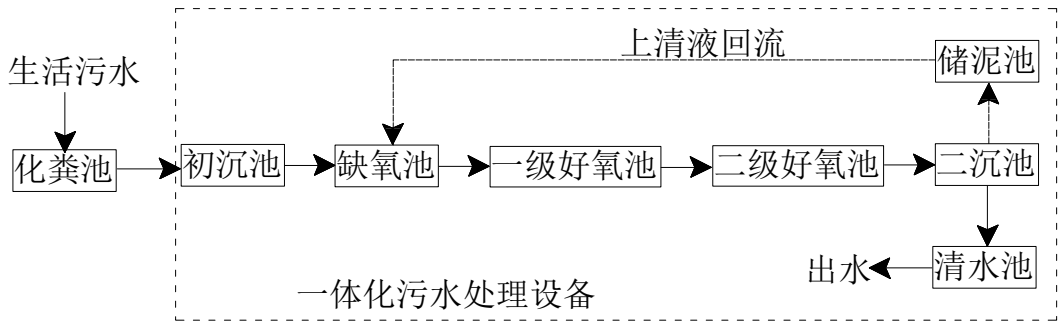 上清液回流
储泥池
生活污水
化粪池
初沉池
缺氧池
一级好氧池
二级好氧池
二沉池
出水
清水池
一体化污水处理设备